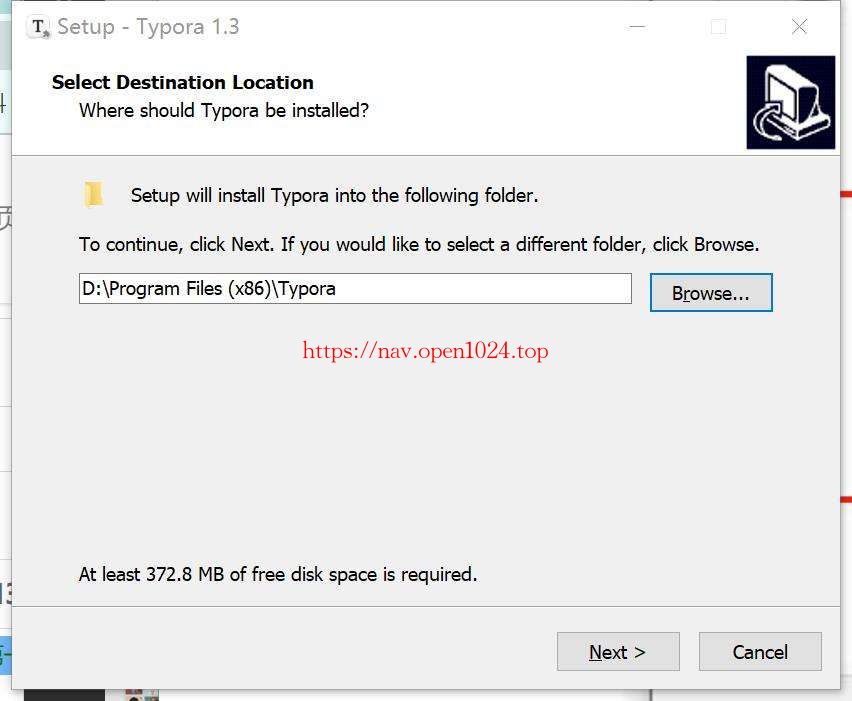 Setup - Typora 1.3
Select Destination Location
Where should Typora be installed?
Setup will install Typora into the following folder.
To continue, click Next. If you would like to select a different folder, click Browse.
D:\Program Files (x86)\Typora
Browse...
https://nav.open1024.top
At least 372.8 MB of free disk space is required.
Next >
Cancel